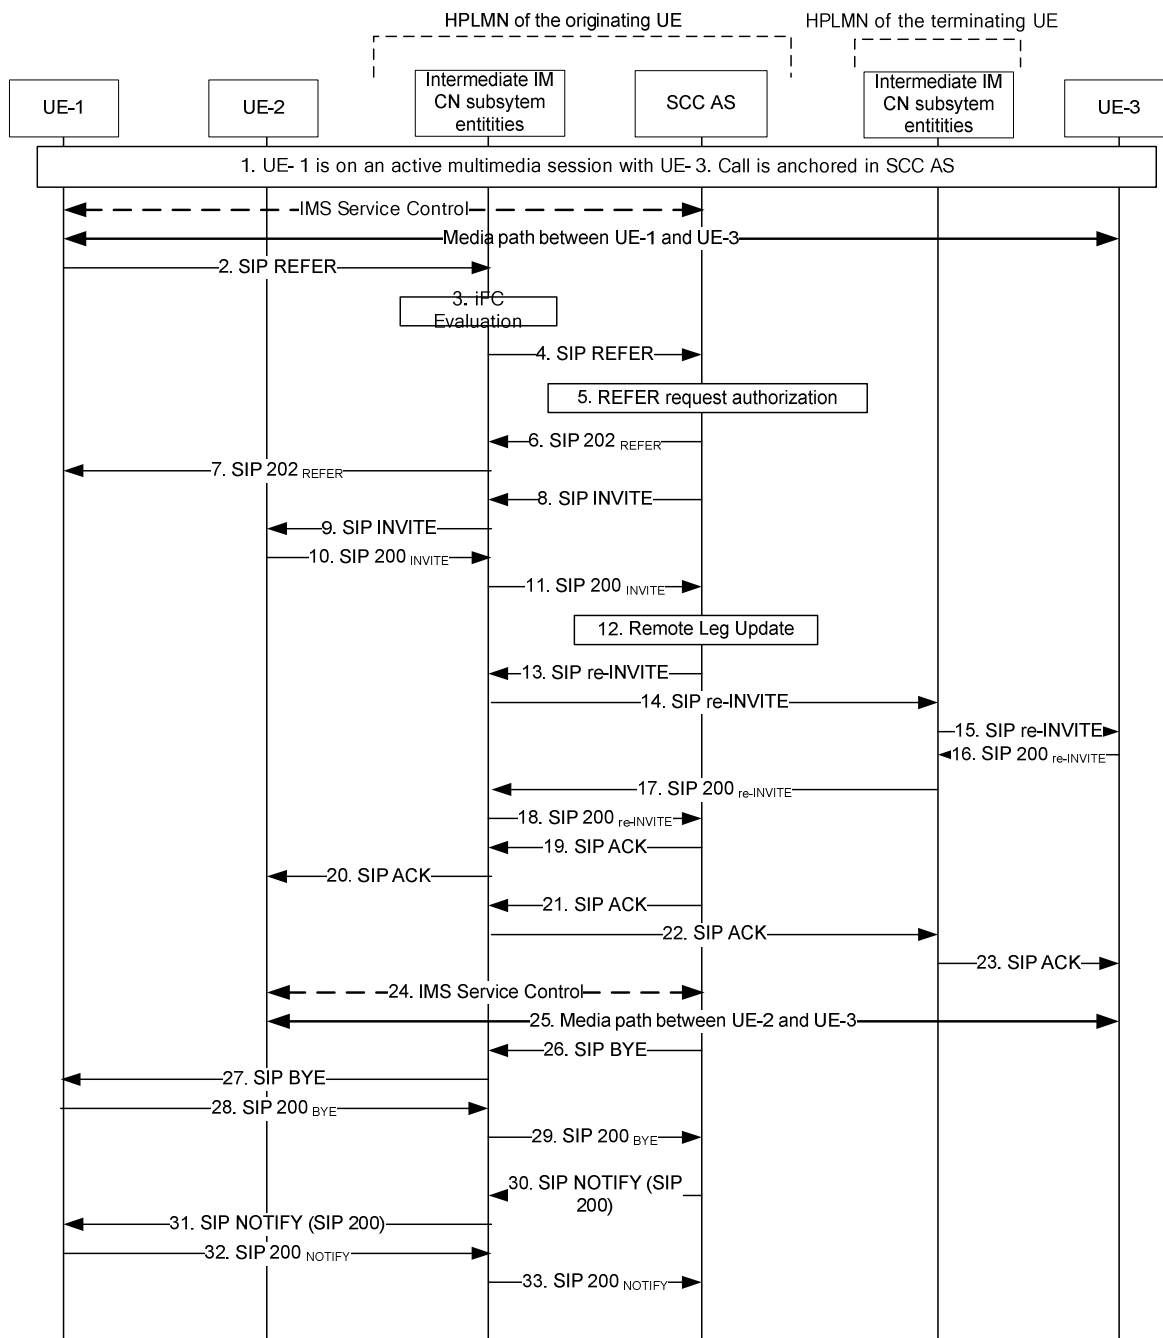 HPLMN of the originating UE
HPLMN of the terminating UE
UE-1
UE-2
Intermediate IM
CN subsytem
entitities
SCC AS
Intermediate IM
CN subsytem
entitities
UE-3
1. UE- 1 is on an active multimedia session with UE- 3. Call is anchored in SCC AS
IMS Service Control
Media path between UE-1 and UE-3
2. SIP REFER
3. iFC
Evaluation
4. SIP REFER
5. REFER request authorization
6. SIP 202 REFER
7. SIP 202 REFER
8. SIP INVITE
9. SIP INVITE
10. SIP 200 INVITE
11. SIP 200 INVITE
12. Remote Leg Update
13. SIP re-INVITE
14. SIP re-INVITE
15. SIP re-INVITE
16. SIP 200 re-INVITE
17. SIP 200 re-INVITE
18. SIP 200 re-INVITE
19. SIP ACK
20. SIP ACK
21. SIP ACK
22. SIP ACK
23. SIP ACK
24. IMS Service Control
25. Media path between UE-2 and UE-3
26. SIP BYE
27. SIP BYE
28. SIP 200 BYE
29. SIP 200 BYE
30. SIP NOTIFY (SIP
200)
31. SIP NOTIFY (SIP 200)
32. SIP 200 NOTIFY
33. SIP 200 NOTIFY